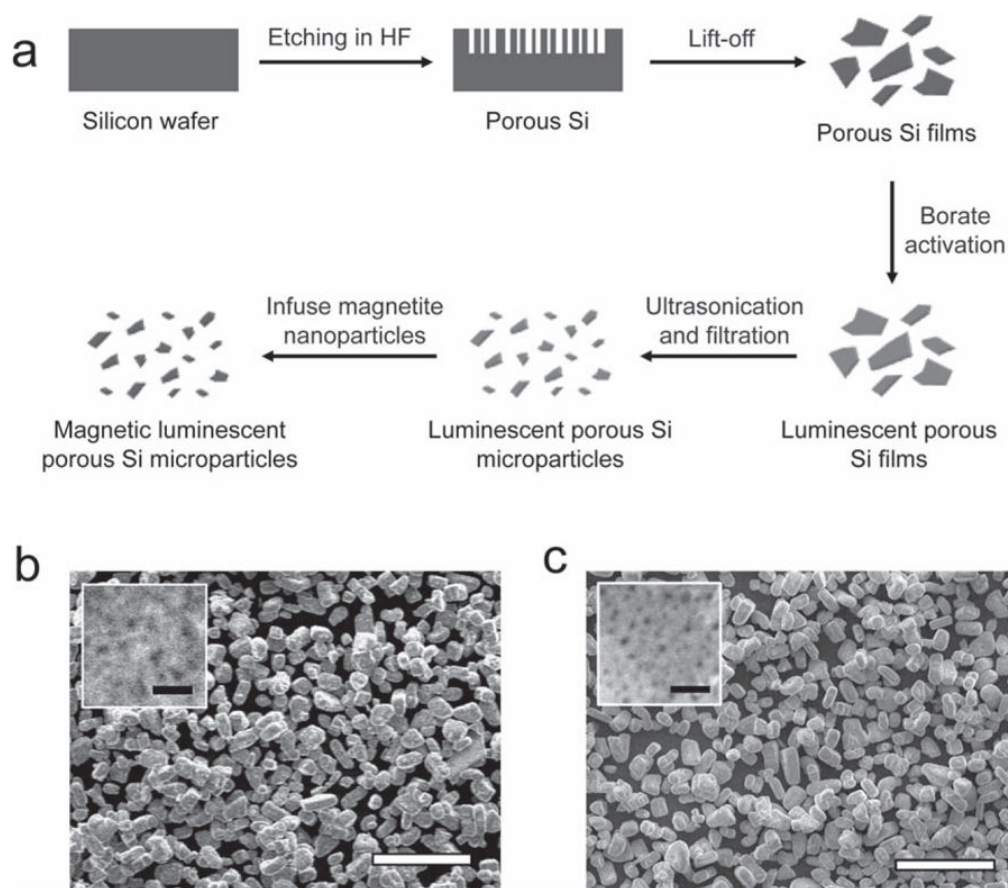 a
Etching in HF
Lift-off
Silicon wafer
Porous Si
Porous Si films
Borate
activation
Infuse magnetite
nanoparticles
Ultrasonication
and filtration
Magnetic luminescent
porous Si microparticles
Luminescent porous Si
microparticles
Luminescent porous
Si films
b
c